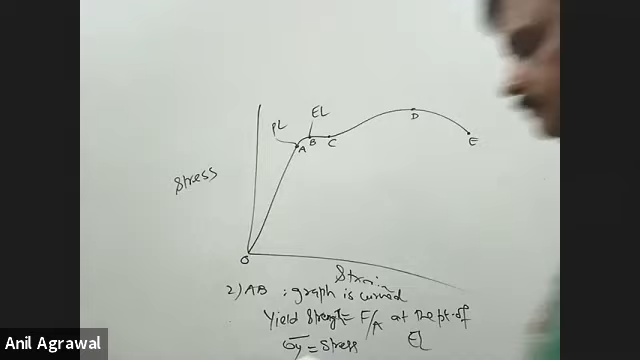 EL
PL
D
A
B
C
E
Stress
O
Strain
2) AB : graph is curved
Yield Strength = F/A at the pt. of
σy = Stress EL
Anil Agrawal